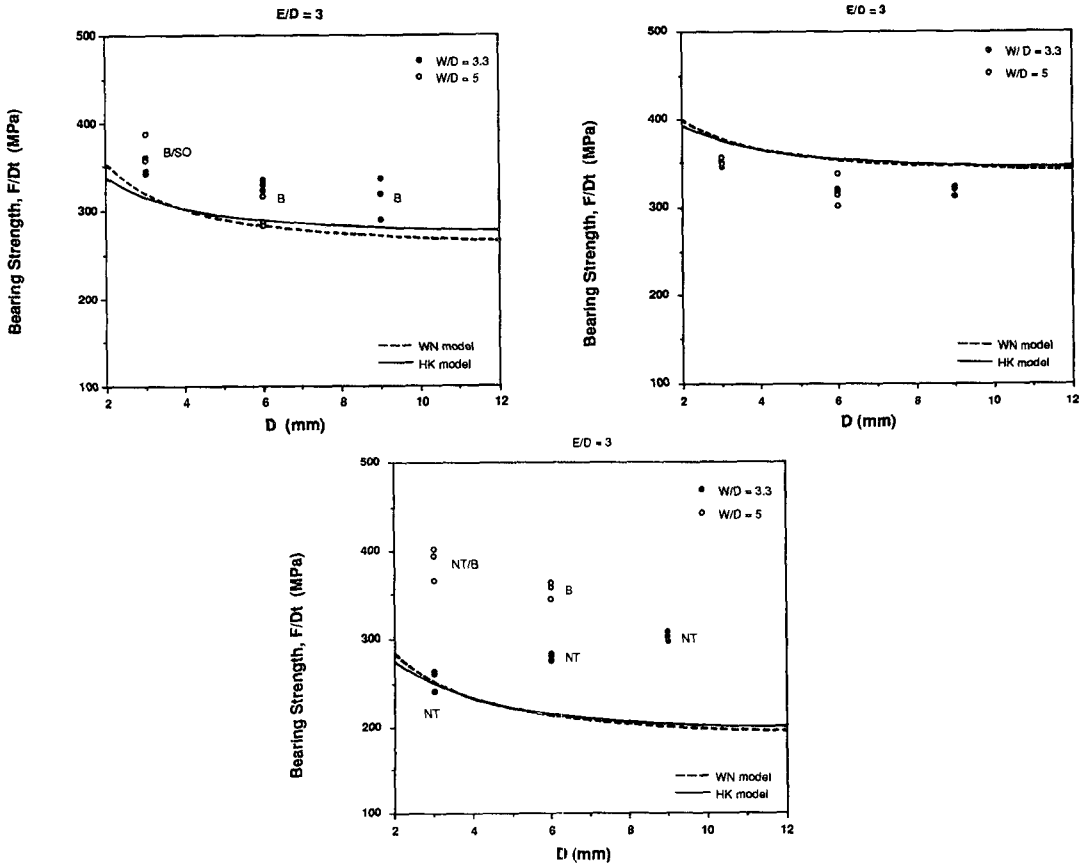 E/D = 3
500
400
300
200
100
Bearing Strength, F/Dt (MPa)
W/D = 3.3
W/D = 5
B/SO
B
B
B
WN model
HK model
2 4 6 8 10 12
D (mm)
E/D = 3
500
400
300
200
100
Bearing Strength, F/Dt (MPa)
W/ D = 3.3
W/D = 5
WN model
HK model
2 4 6 8 10 12
D (mm)
E/D = 3
500
400
300
200
100
Bearing Strength, F/Dt (MPa)
W/D = 3.3
W/D = 5
NT/B
B
NT
NT
NT
WN model
HK model
2 4 6 8 10 12
D (mm)